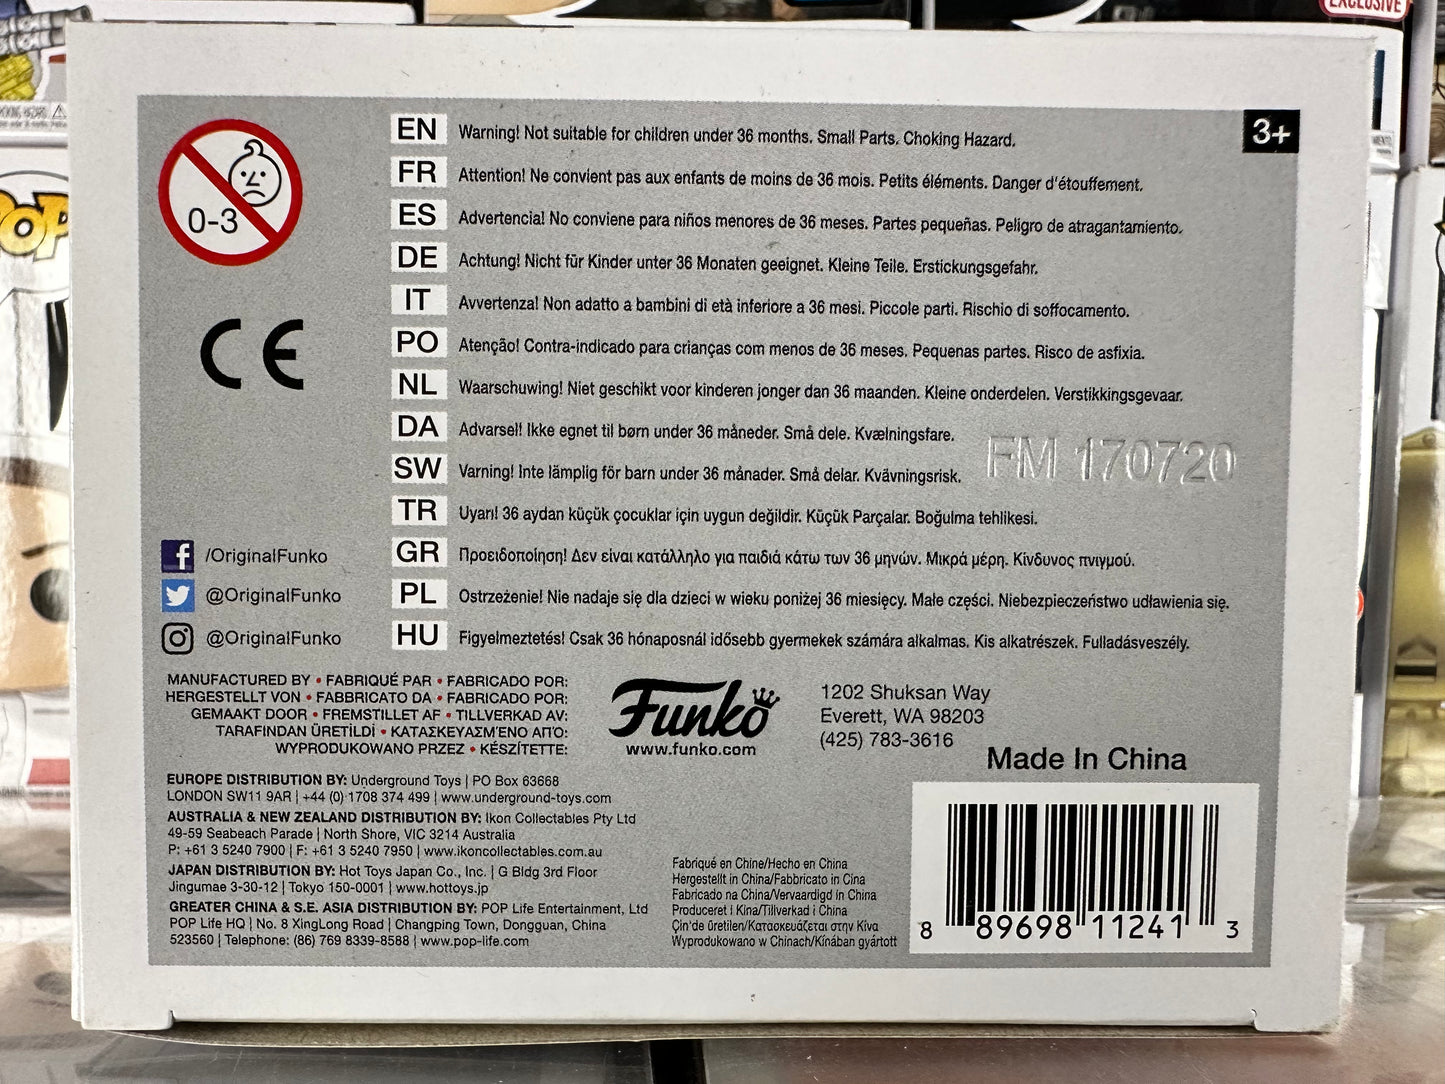 EXCLUSIVE
POP
3+
0-3
EN Warning! Not suitable for children under 36 months. Small Parts. Choking Hazard.
FR Attention! Ne convient pas aux enfants de moins de 36 mois. Petits éléments. Danger d'étouffement.
ES Advertencia! No conviene para niños menores de 36 meses. Partes pequeñas. Peligro de atragantamiento.
DE Achtung! Nicht für Kinder unter 36 Monaten geeignet. Kleine Teile. Erstickungsgefahr.
IT Avvertenza! Non adatto a bambini di età inferiore a 36 mesi. Piccole parti. Rischio di soffocamento.
PO Atenção! Contra-indicado para crianças com menos de 36 meses. Pequenas partes. Risco de asfixia.
NL Waarschuwing! Niet geschikt voor kinderen jonger dan 36 maanden. Kleine onderdelen. Verstikkingsgevaar.
DA Advarsel! Ikke egnet til børn under 36 måneder. Små dele. Kvælningsfare.
SW Varning! Inte lämplig för barn under 36 månader. Små delar. Kvävningsrisk.
TR Uyarı! 36 aydan küçük çocuklar için uygun değildir. Küçük Parçalar. Boğulma tehlikesi.
GR Προειδοποίηση! Δεν είναι κατάλληλο για παιδιά κάτω των 36 μηνών. Μικρά μέρη. Κίνδυνος πνιγμού.
PL Ostrzeżenie! Nie nadaje się dla dzieci w wieku poniżej 36 miesięcy. Małe części. Niebezpieczeństwo udławienia się.
HU Figyelmeztetés! Csak 36 hónaposnál idősebb gyermekek számára alkalmas. Kis alkatrészek. Fulladásveszély.
FM 170720
CE
/OriginalFunko
@OriginalFunko
@OriginalFunko
MANUFACTURED BY • FABRIQUÉ PAR • FABRICADO POR:
HERGESTELLT VON • FABBRICATO DA • FABRICADO POR:
GEMAAKT DOOR • FREMSTILLET AF • TILLVERKAD AV:
TARAFINDAN ÜRETİLDİ • ΚΑΤΑΣΚΕΥΑΣΜΈΝΟ ΑΠΌ:
WYPRODUKOWANO PRZEZ • KÉSZÍTETTE:
Funko
www.funko.com
1202 Shuksan Way
Everett, WA 98203
(425) 783-3616
Made In China
EUROPE DISTRIBUTION BY: Underground Toys | PO Box 63668
LONDON SW11 9AR | +44 (0) 1708 374 499 | www.underground-toys.com
AUSTRALIA & NEW ZEALAND DISTRIBUTION BY: Ikon Collectables Pty Ltd
49-59 Seabeach Parade | North Shore, VIC 3214 Australia
P: +61 3 5240 7900 | F: +61 3 5240 7950 | www.ikoncollectables.com.au
JAPAN DISTRIBUTION BY: Hot Toys Japan Co., Inc. | G Bldg 3rd Floor
Jingumae 3-30-12 | Tokyo 150-0001 | www.hottoys.jp
GREATER CHINA & S.E. ASIA DISTRIBUTION BY: POP Life Entertainment, Ltd
POP Life HQ | No. 8 XingLong Road | Changping Town, Dongguan, China
523560 | Telephone: (86) 769 8339-8588 | www.pop-life.com
Fabriqué en Chine/Hecho en China
Hergestellt in China/Fabbricato in Cina
Fabricado na China/Vervaardigd in China
Produceret i Kina/Tillverkad i China
Çin'de üretilen/Κατασκευάζεται στην Κίνα
Wyprodukowano w Chinach/Kínában gyártott
8 89698 11241 3